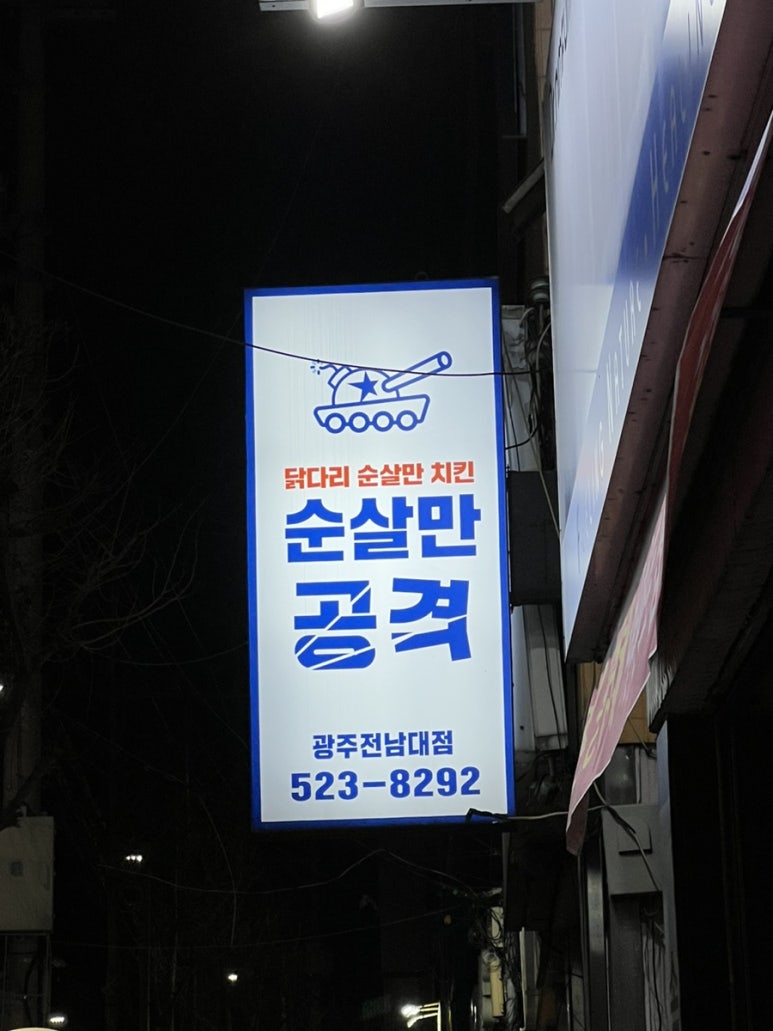 닭다리 순살만 치킨
순살만
공격
광주전남대점
523-8292